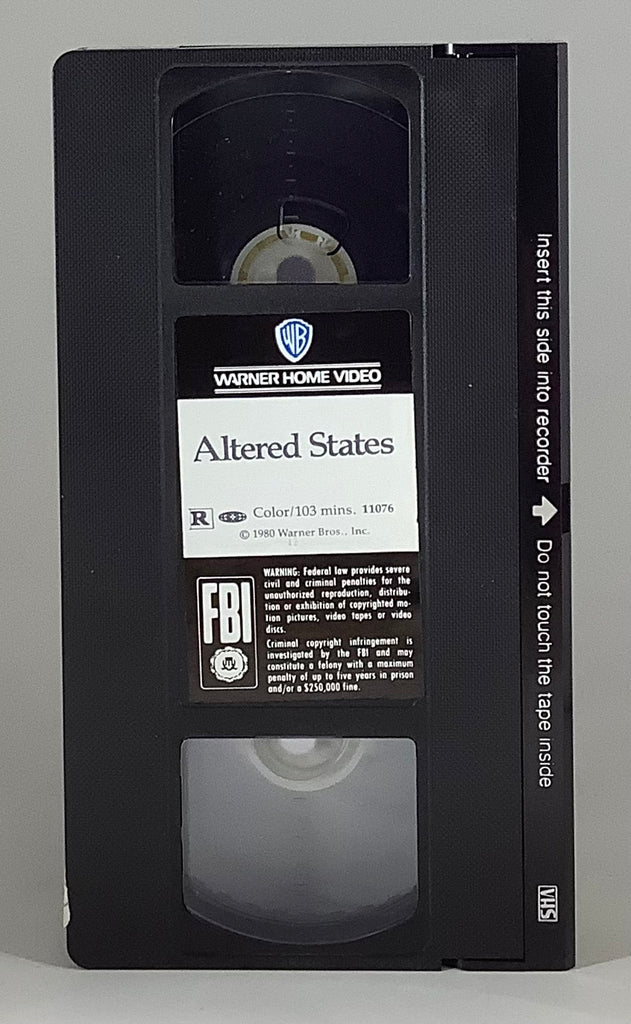 WB
WARNER HOME VIDEO
Altered States
R Color/103 mins. 11076
© 1980 Warner Bros., Inc.
FBI
WARNING: Federal law provides severe
civil and criminal penalties for the
unauthorized reproduction, distribu-
tion or exhibition of copyrighted mo-
tion pictures, video tapes or video
discs.
Criminal copyright infringement is
investigated by the FBI and may
constitute a felony with a maximum
penalty of up to five years in prison
and/or a $250,000 fine.
Insert this side into recorder Do not touch the tape inside
VHS